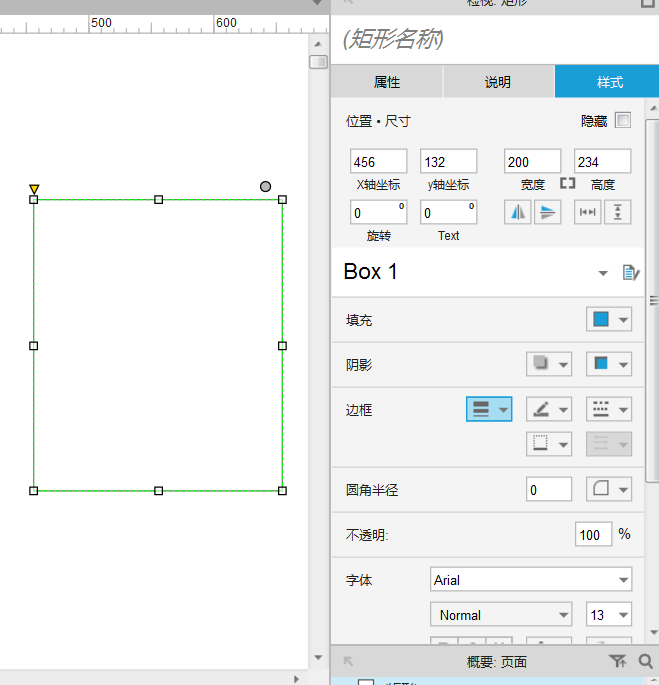 检视: 矩形
500 600
(矩形名称)
属性 说明 样式
位置 • 尺寸 隐藏
456 132 200 234
X轴坐标 y轴坐标 宽度 高度
0 ° 0 °
旋转 Text
Box 1
填充
阴影
边框
圆角半径 0
不透明: 100 %
字体 Arial
Normal 13
概要: 页面